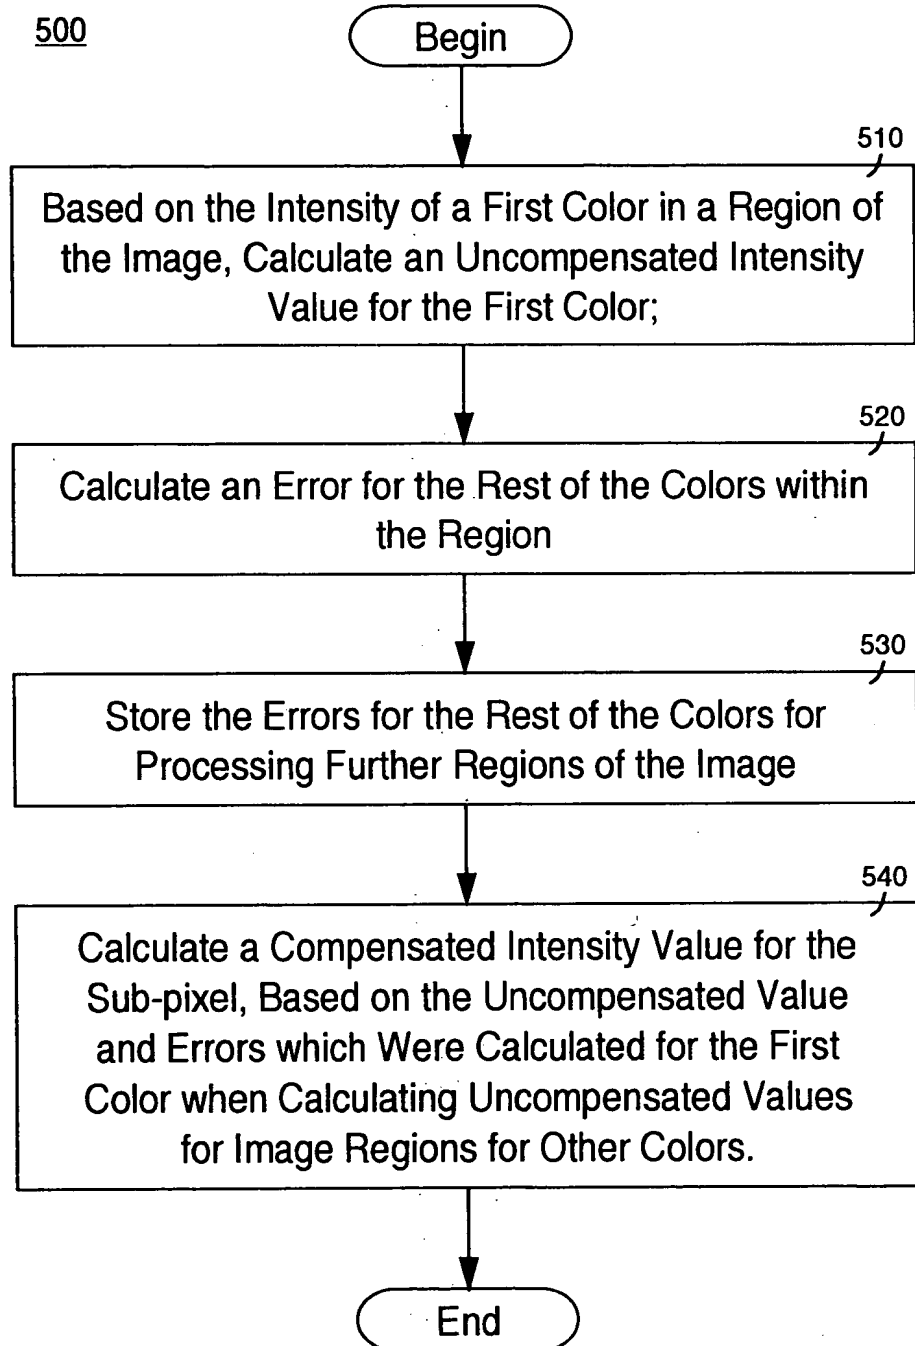 500
Begin
510
Based on the Intensity of a First Color in a Region of
the Image, Calculate an Uncompensated Intensity
Value for the First Color;
520
Calculate an Error for the Rest of the Colors within
the Region
530
Store the Errors for the Rest of the Colors for
Processing Further Regions of the Image
540
Calculate a Compensated Intensity Value for the
Sub-pixel, Based on the Uncompensated Value
and Errors which Were Calculated for the First
Color when Calculating Uncompensated Values
for Image Regions for Other Colors.
End